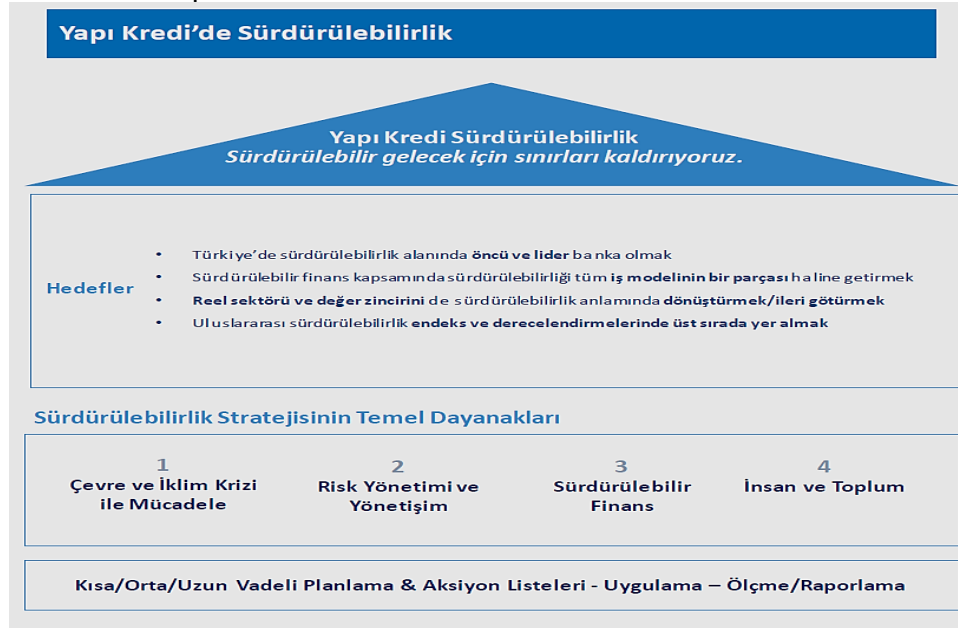 Yapı Kredi’de Sürdürülebilirlik
Yapı Kredi Sürdürülebilirlik
Sürdürülebilir gelecek için sınırları kaldırıyoruz.
Hedefler
• Türkiye’de sürdürülebilirlik alanında öncü ve lider banka olmak
• Sürdürülebilir finans kapsamında sürdürülebilirliği tüm iş modelinin bir parçası haline getirmek
• Reel sektörü ve değer zincirini de sürdürülebilirlik anlamında dönüştürmek/ileri götürmek
• Uluslararası sürdürülebilirlik endeks ve derecelendirmelerinde üst sırada yer almak
Sürdürülebilirlik Stratejisinin Temel Dayanakları
1
Çevre ve İklim Krizi
ile Mücadele
2
Risk Yönetimi ve
Yönetişim
3
Sürdürülebilir
Finans
4
İnsan ve Toplum
Kısa/Orta/Uzun Vadeli Planlama & Aksiyon Listeleri - Uygulama – Ölçme/Raporlama